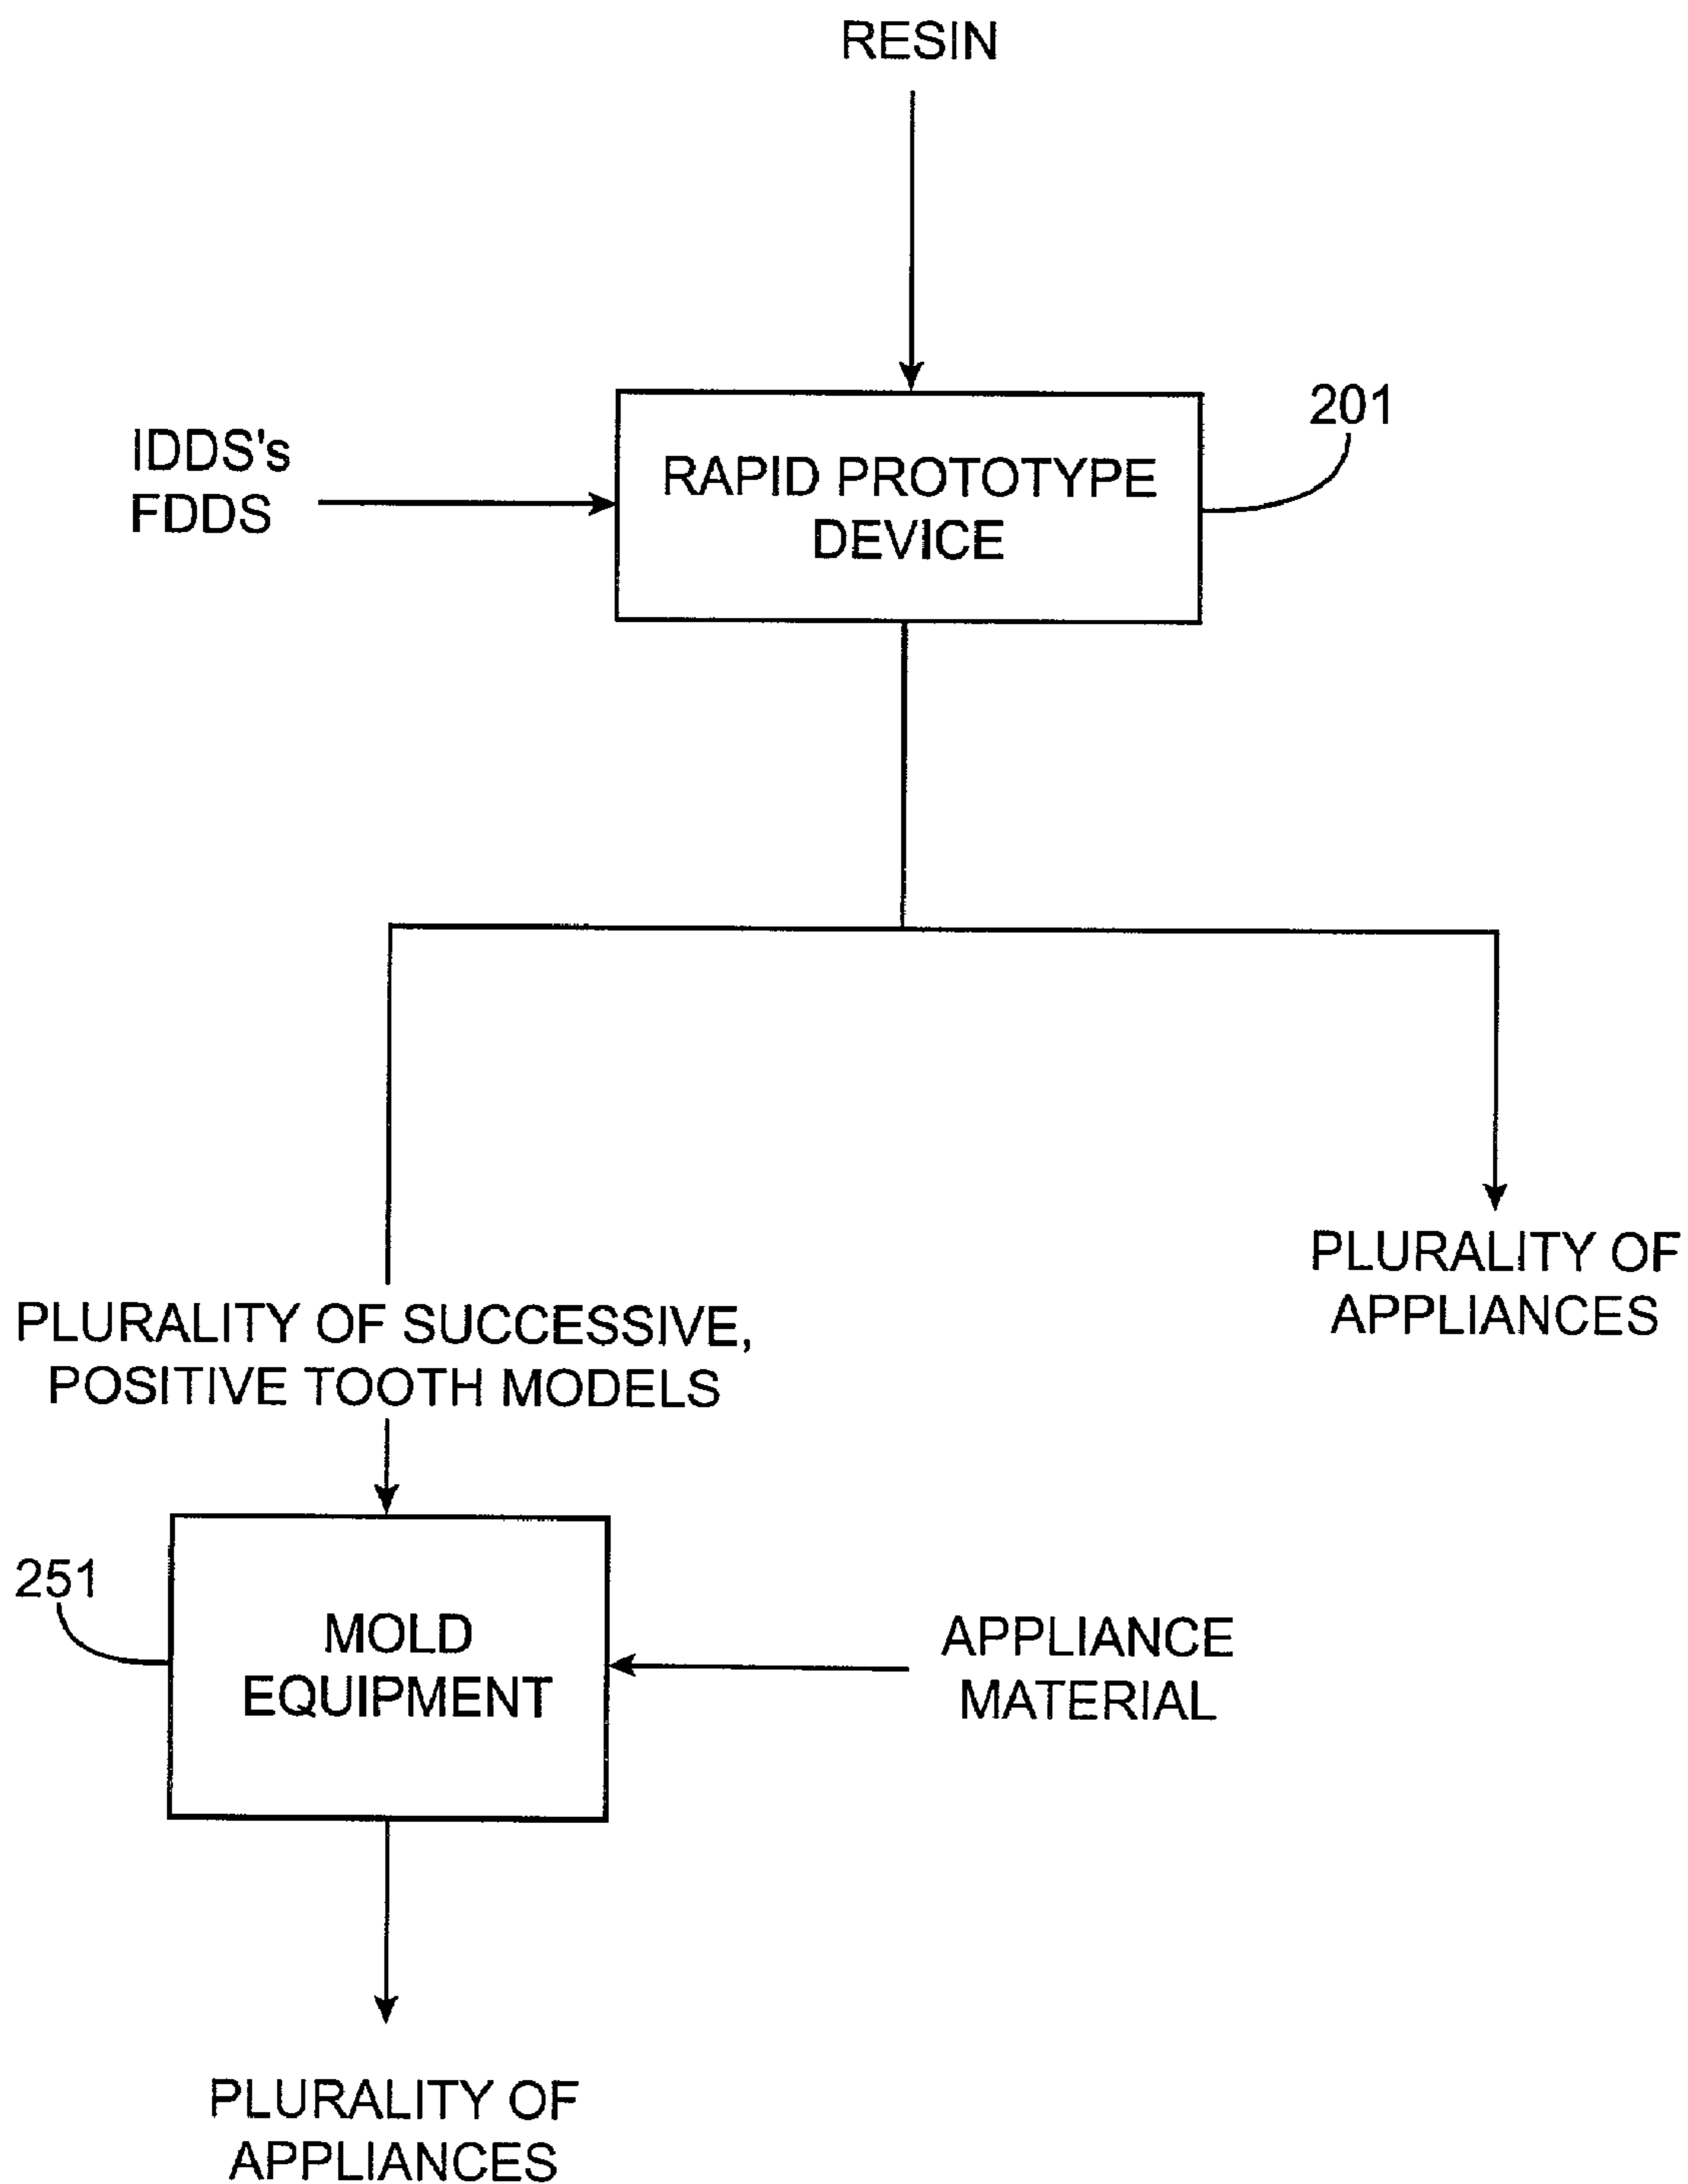 RESIN
IDDS's
FDDS
RAPID PROTOTYPE
DEVICE
201
PLURALITY OF
APPLIANCES
PLURALITY OF SUCCESSIVE,
POSITIVE TOOTH MODELS
251
MOLD
EQUIPMENT
APPLIANCE
MATERIAL
PLURALITY OF
APPLIANCES